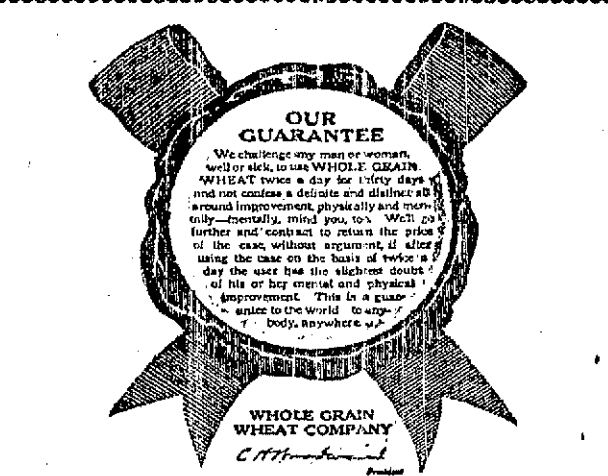 OUR
GUARANTEE
We challenge any man or woman,
well or sick, to use WHOLE GRAIN
WHEAT twice a day for thirty days
and not confess a definite and distinct all
around improvement, physically and men-
tally—mentally, mind you, too. We'll go
further and contract to return the price
of the case, without argument, if after
using the case on the basis of twice a
day the user has the slightest doubt
of his or her mental and physical
improvement. This is a guar-
antee to the world to any-
body, anywhere
WHOLE GRAIN
WHEAT COMPANY
President